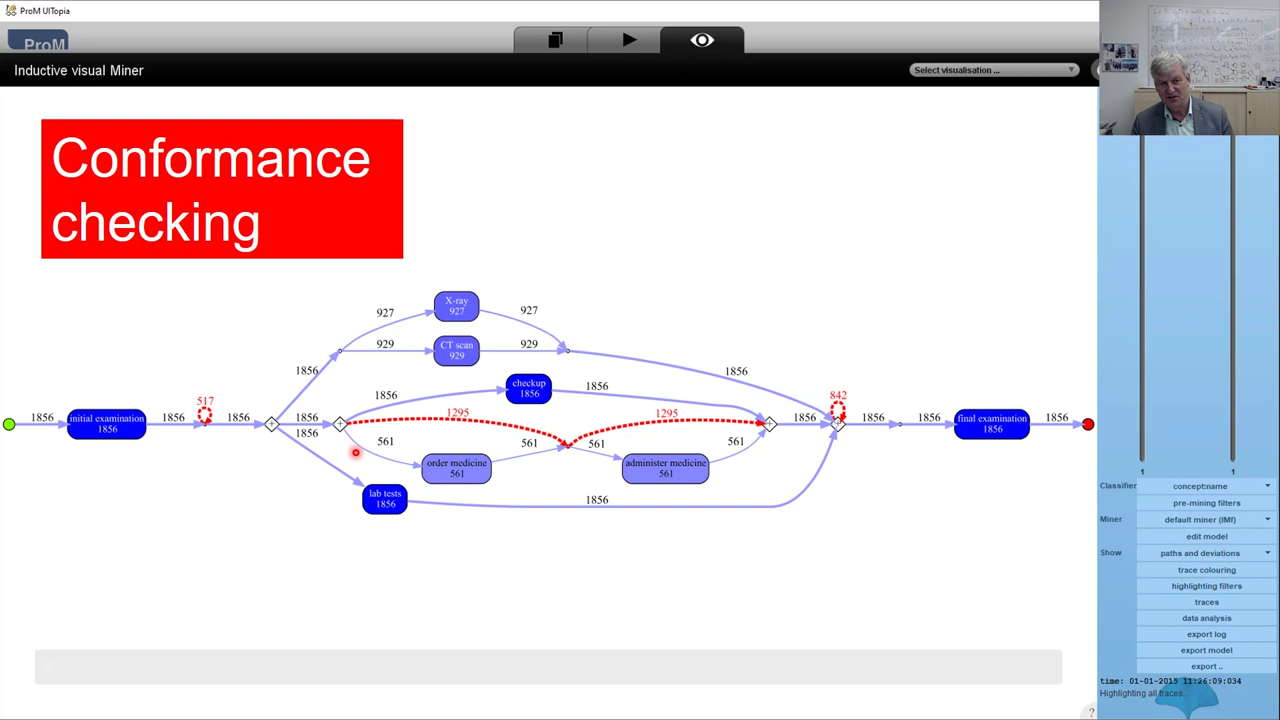 ProM UITopia
ProM
Inductive visual Miner
Select visualisation ...
Conformance
checking
X-ray
927
927
927
CT scan
929
929
929
1856
1856
checkup
1856
1856
1856
517
842
1856
initial examination
1856
1856
1856
1856
1856
1295
1295
1856
1856
1856
final examination
1856
1856
561
561
561
561
order medicine
561
administer medicine
561
lab tests
1856
1856
1
1
Classifier
concept:name
pre-mining filters
Miner
default miner (IMf)
edit model
Show
paths and deviations
trace colouring
highlighting filters
traces
data analysis
export log
export model
export ..
time: 01-01-2015 11:26:09:034
Highlighting all traces.
?